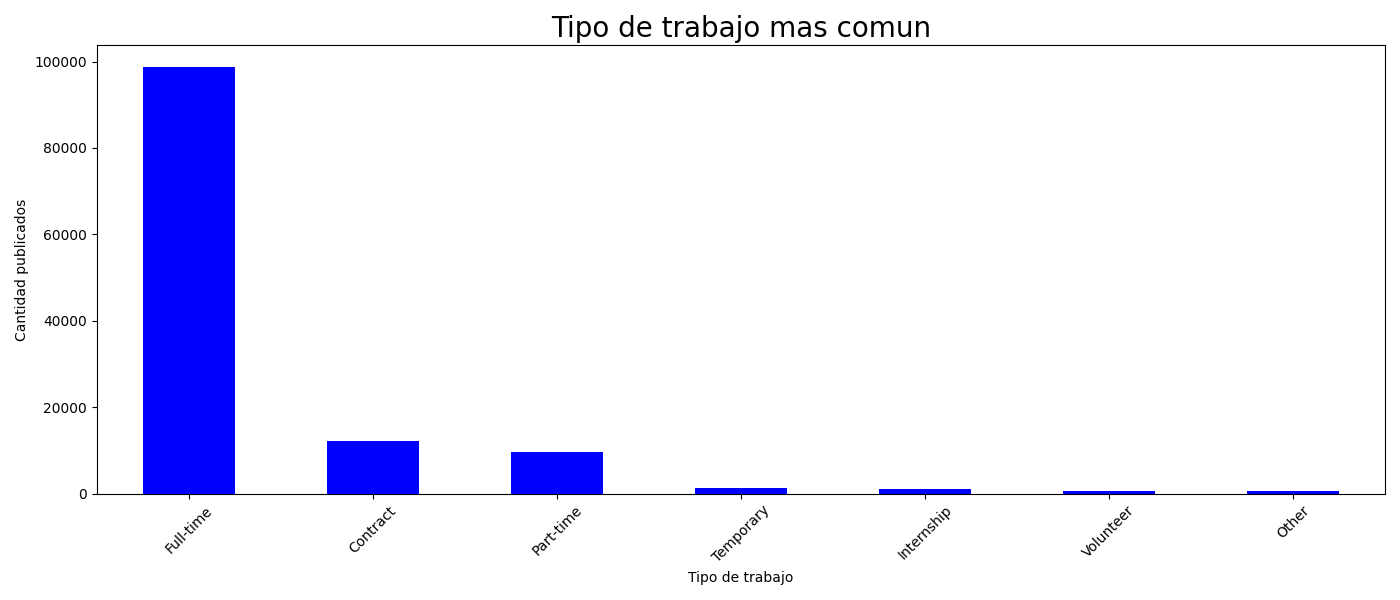 Tipo de trabajo mas comun
100000
80000
60000
40000
20000
0
Cantidad publicados
Full-time
Contract
Part-time
Temporary
Internship
Volunteer
Other
Tipo de trabajo